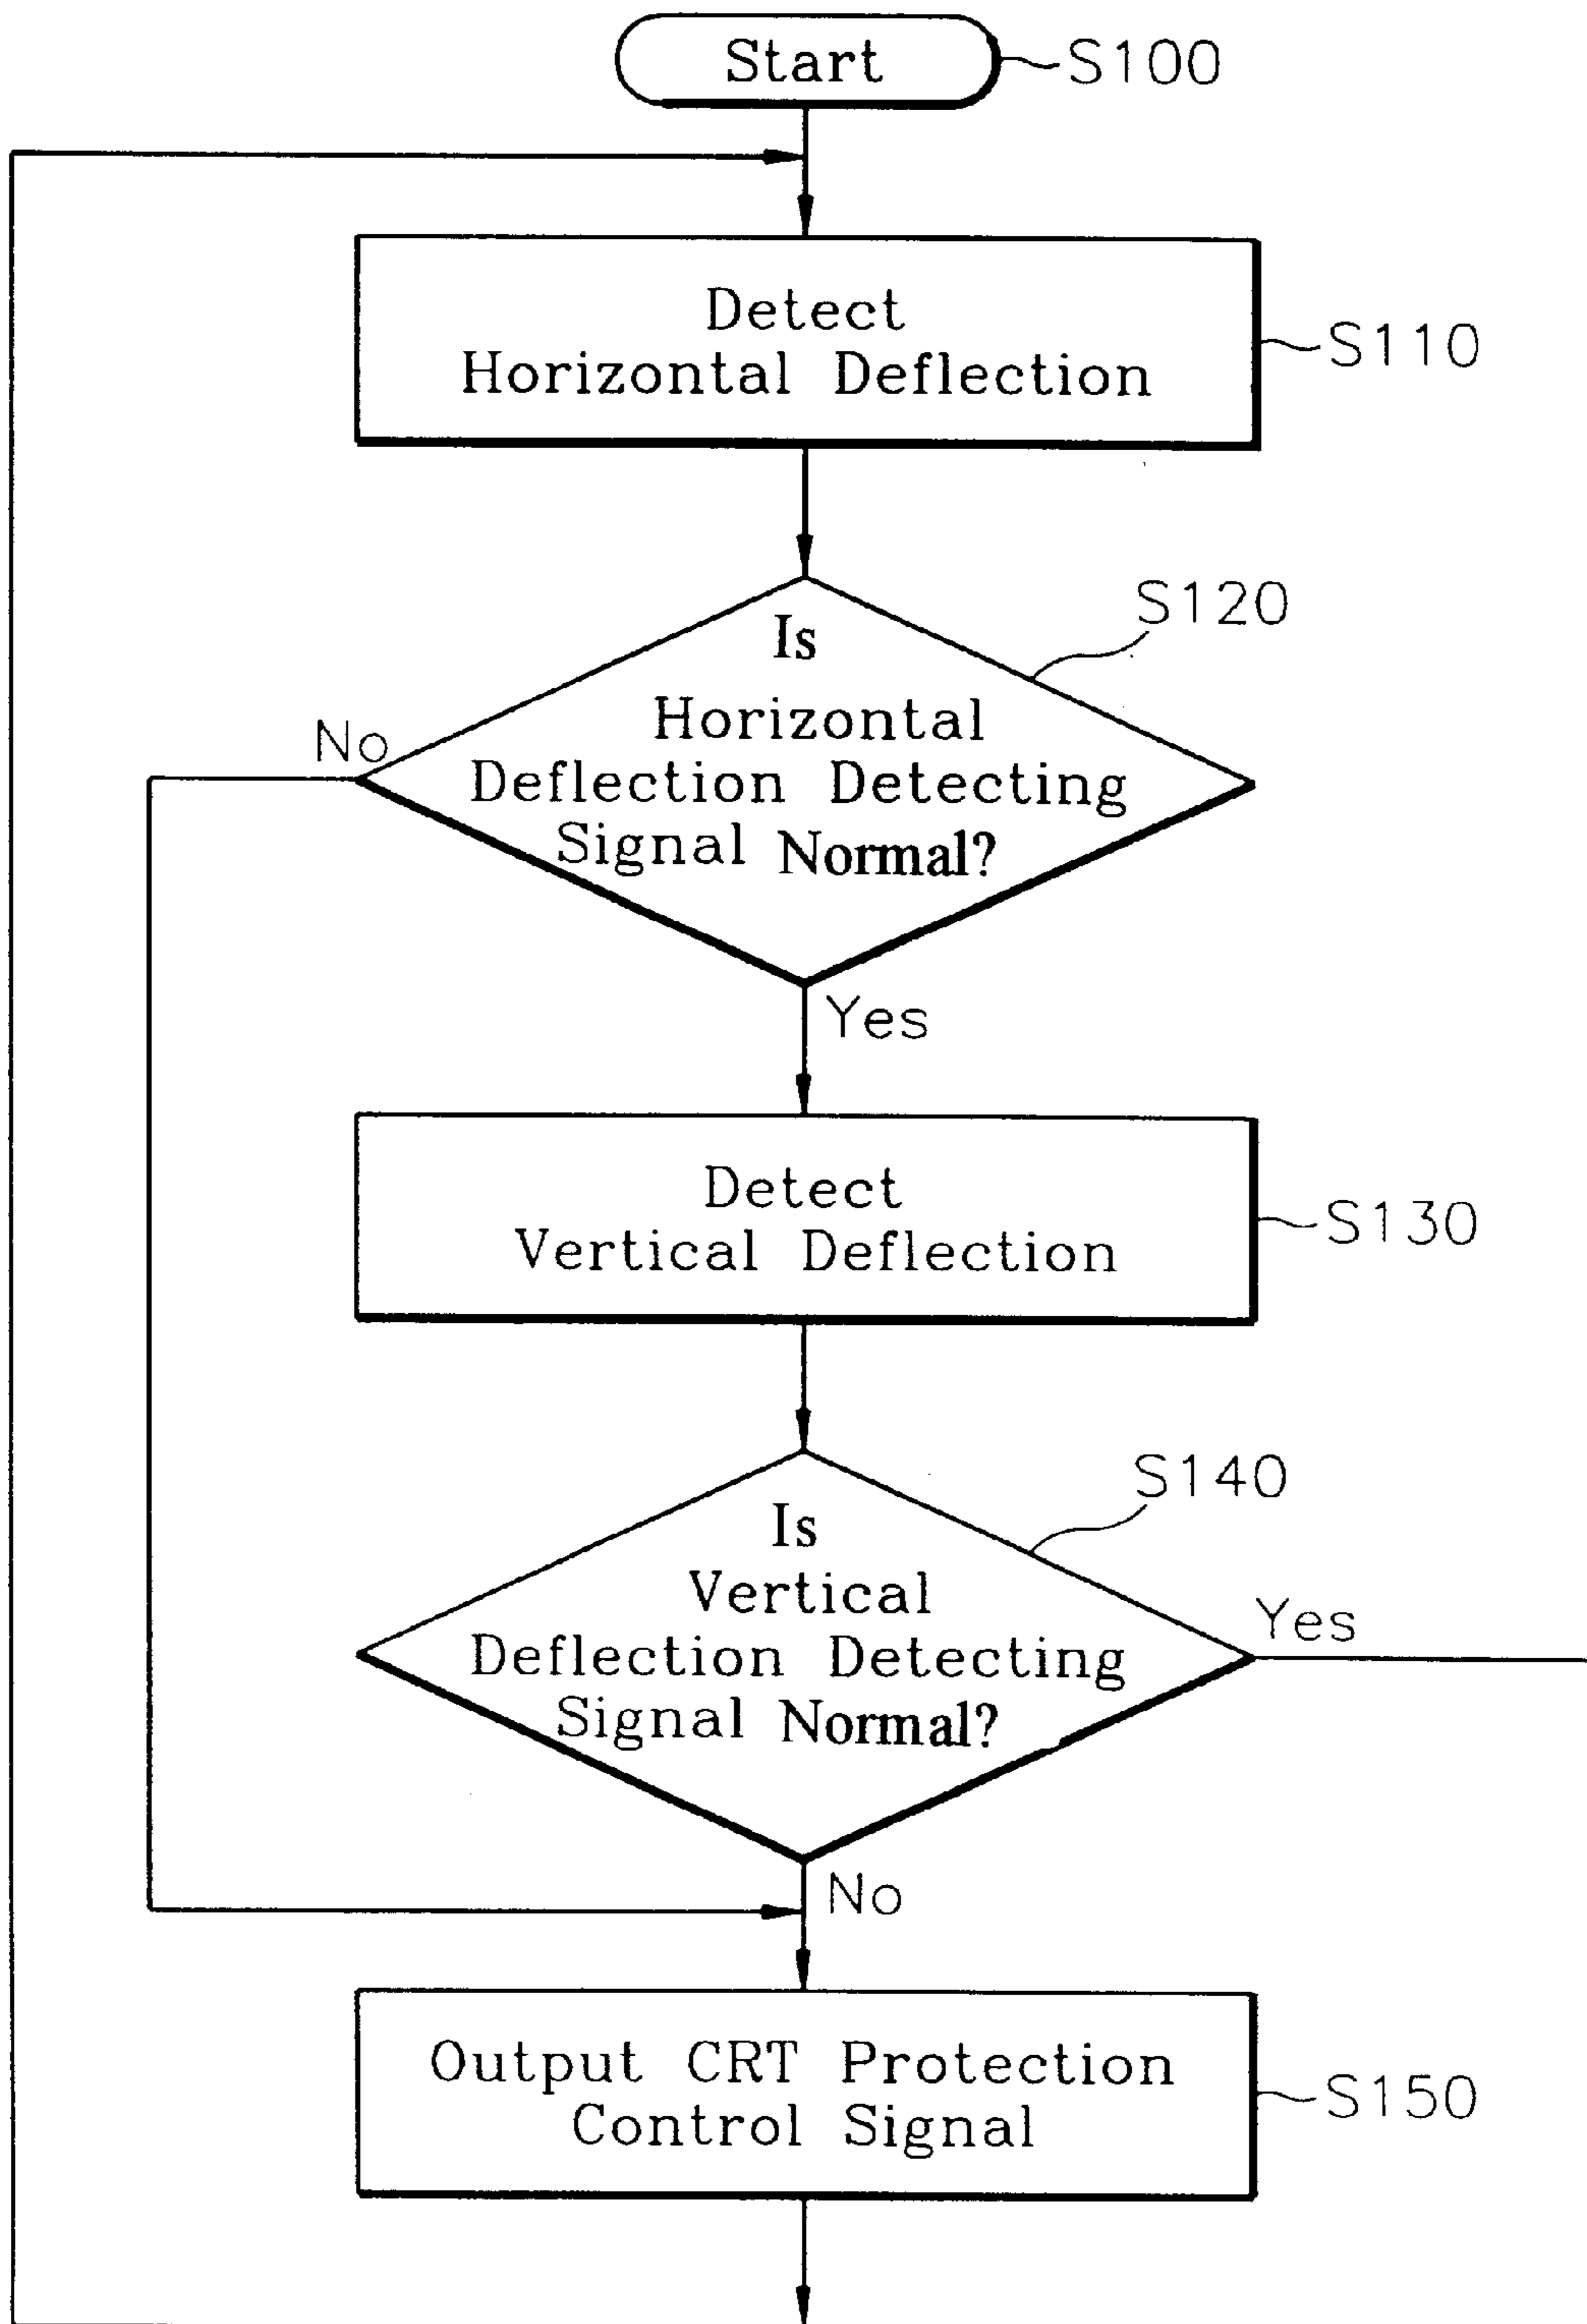 Start
S100
Detect
Horizontal Deflection
S110
S120
Is
Horizontal
Deflection Detecting
Signal Normal?
No
Yes
Detect
Vertical Deflection
S130
S140
Is
Vertical
Deflection Detecting
Signal Normal?
Yes
No
Output CRT Protection
Control Signal
S150